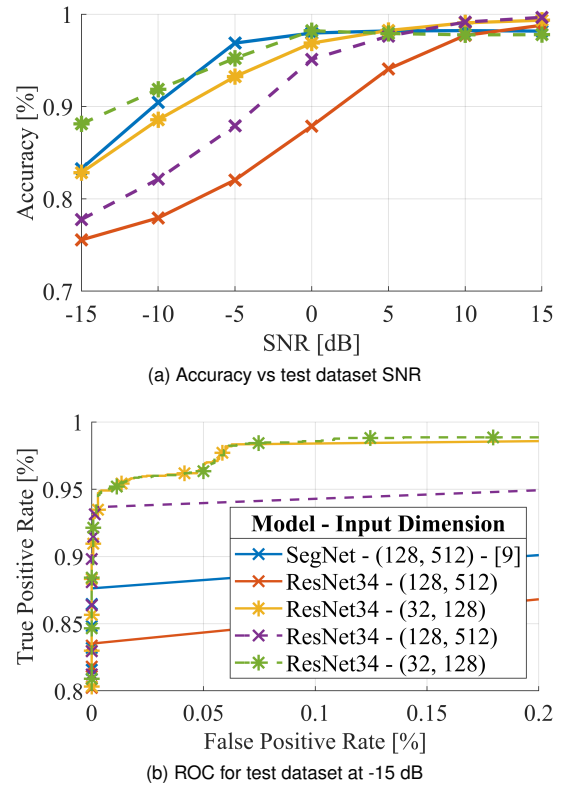 1
0.9
0.8
0.7
Accuracy [%]
-15 -10 -5 0 5 10 15
SNR [dB]
(a) Accuracy vs test dataset SNR
1
0.95
0.9
0.85
0.8
True Positive Rate [%]
Model - Input Dimension
SegNet - (128, 512) - [9]
ResNet34 - (128, 512)
ResNet34 - (32, 128)
ResNet34 - (128, 512)
ResNet34 - (32, 128)
0 0.05 0.1 0.15 0.2
False Positive Rate [%]
(b) ROC for test dataset at -15 dB